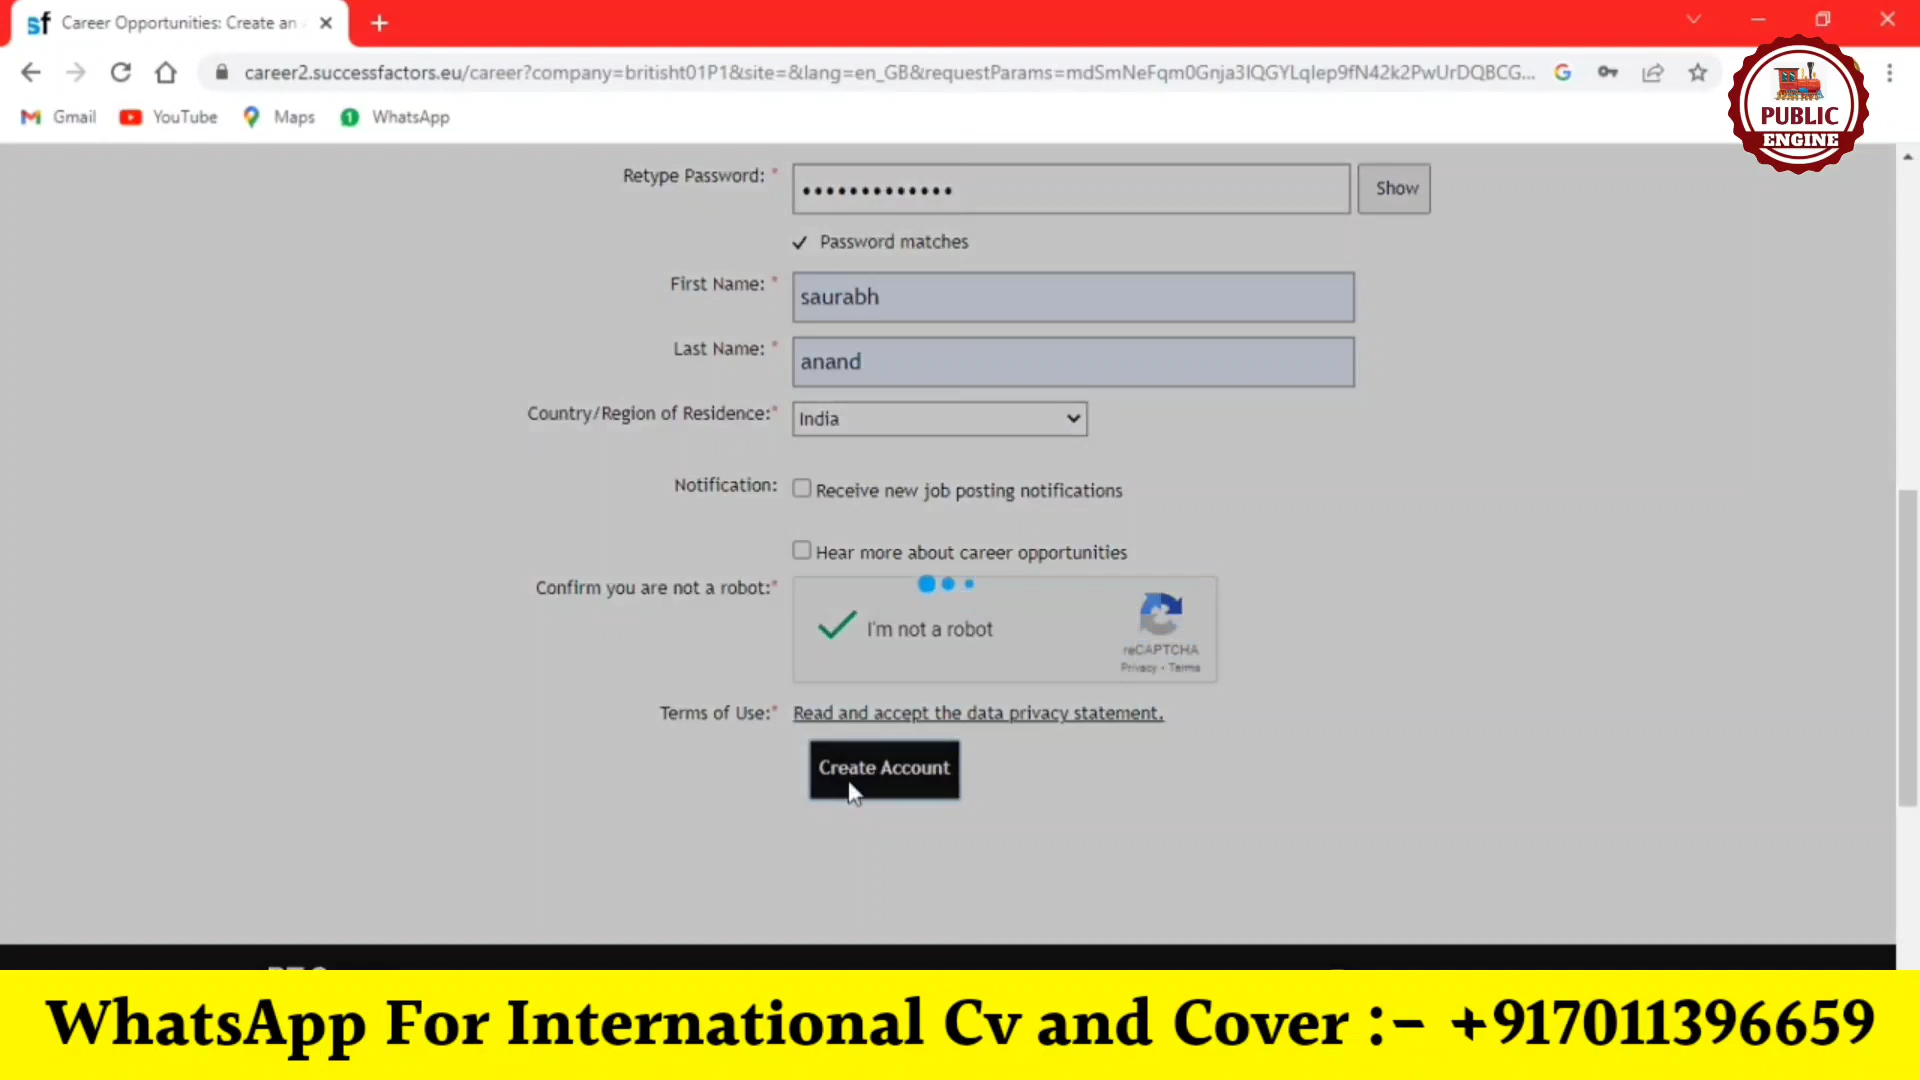 Career Opportunities: Create an
career2.successfactors.eu/career?company=britisht01P1&site=&lang=en_GB&requestParams=mdSmNeFqm0Gnja3IQGYLqIep9fN42k2PwUrDQBCG...
Gmail YouTube Maps WhatsApp
PUBLIC
ENGINE
Retype Password: * ••••••••••••• Show
Password matches
First Name: * saurabh
Last Name: * anand
Country/Region of Residence:* India
Notification: Receive new job posting notifications
Hear more about career opportunities
Confirm you are not a robot:*
I'm not a robot
reCAPTCHA
Privacy - Terms
Terms of Use:* Read and accept the data privacy statement.
Create Account
WhatsApp For International Cv and Cover :- +917011396659